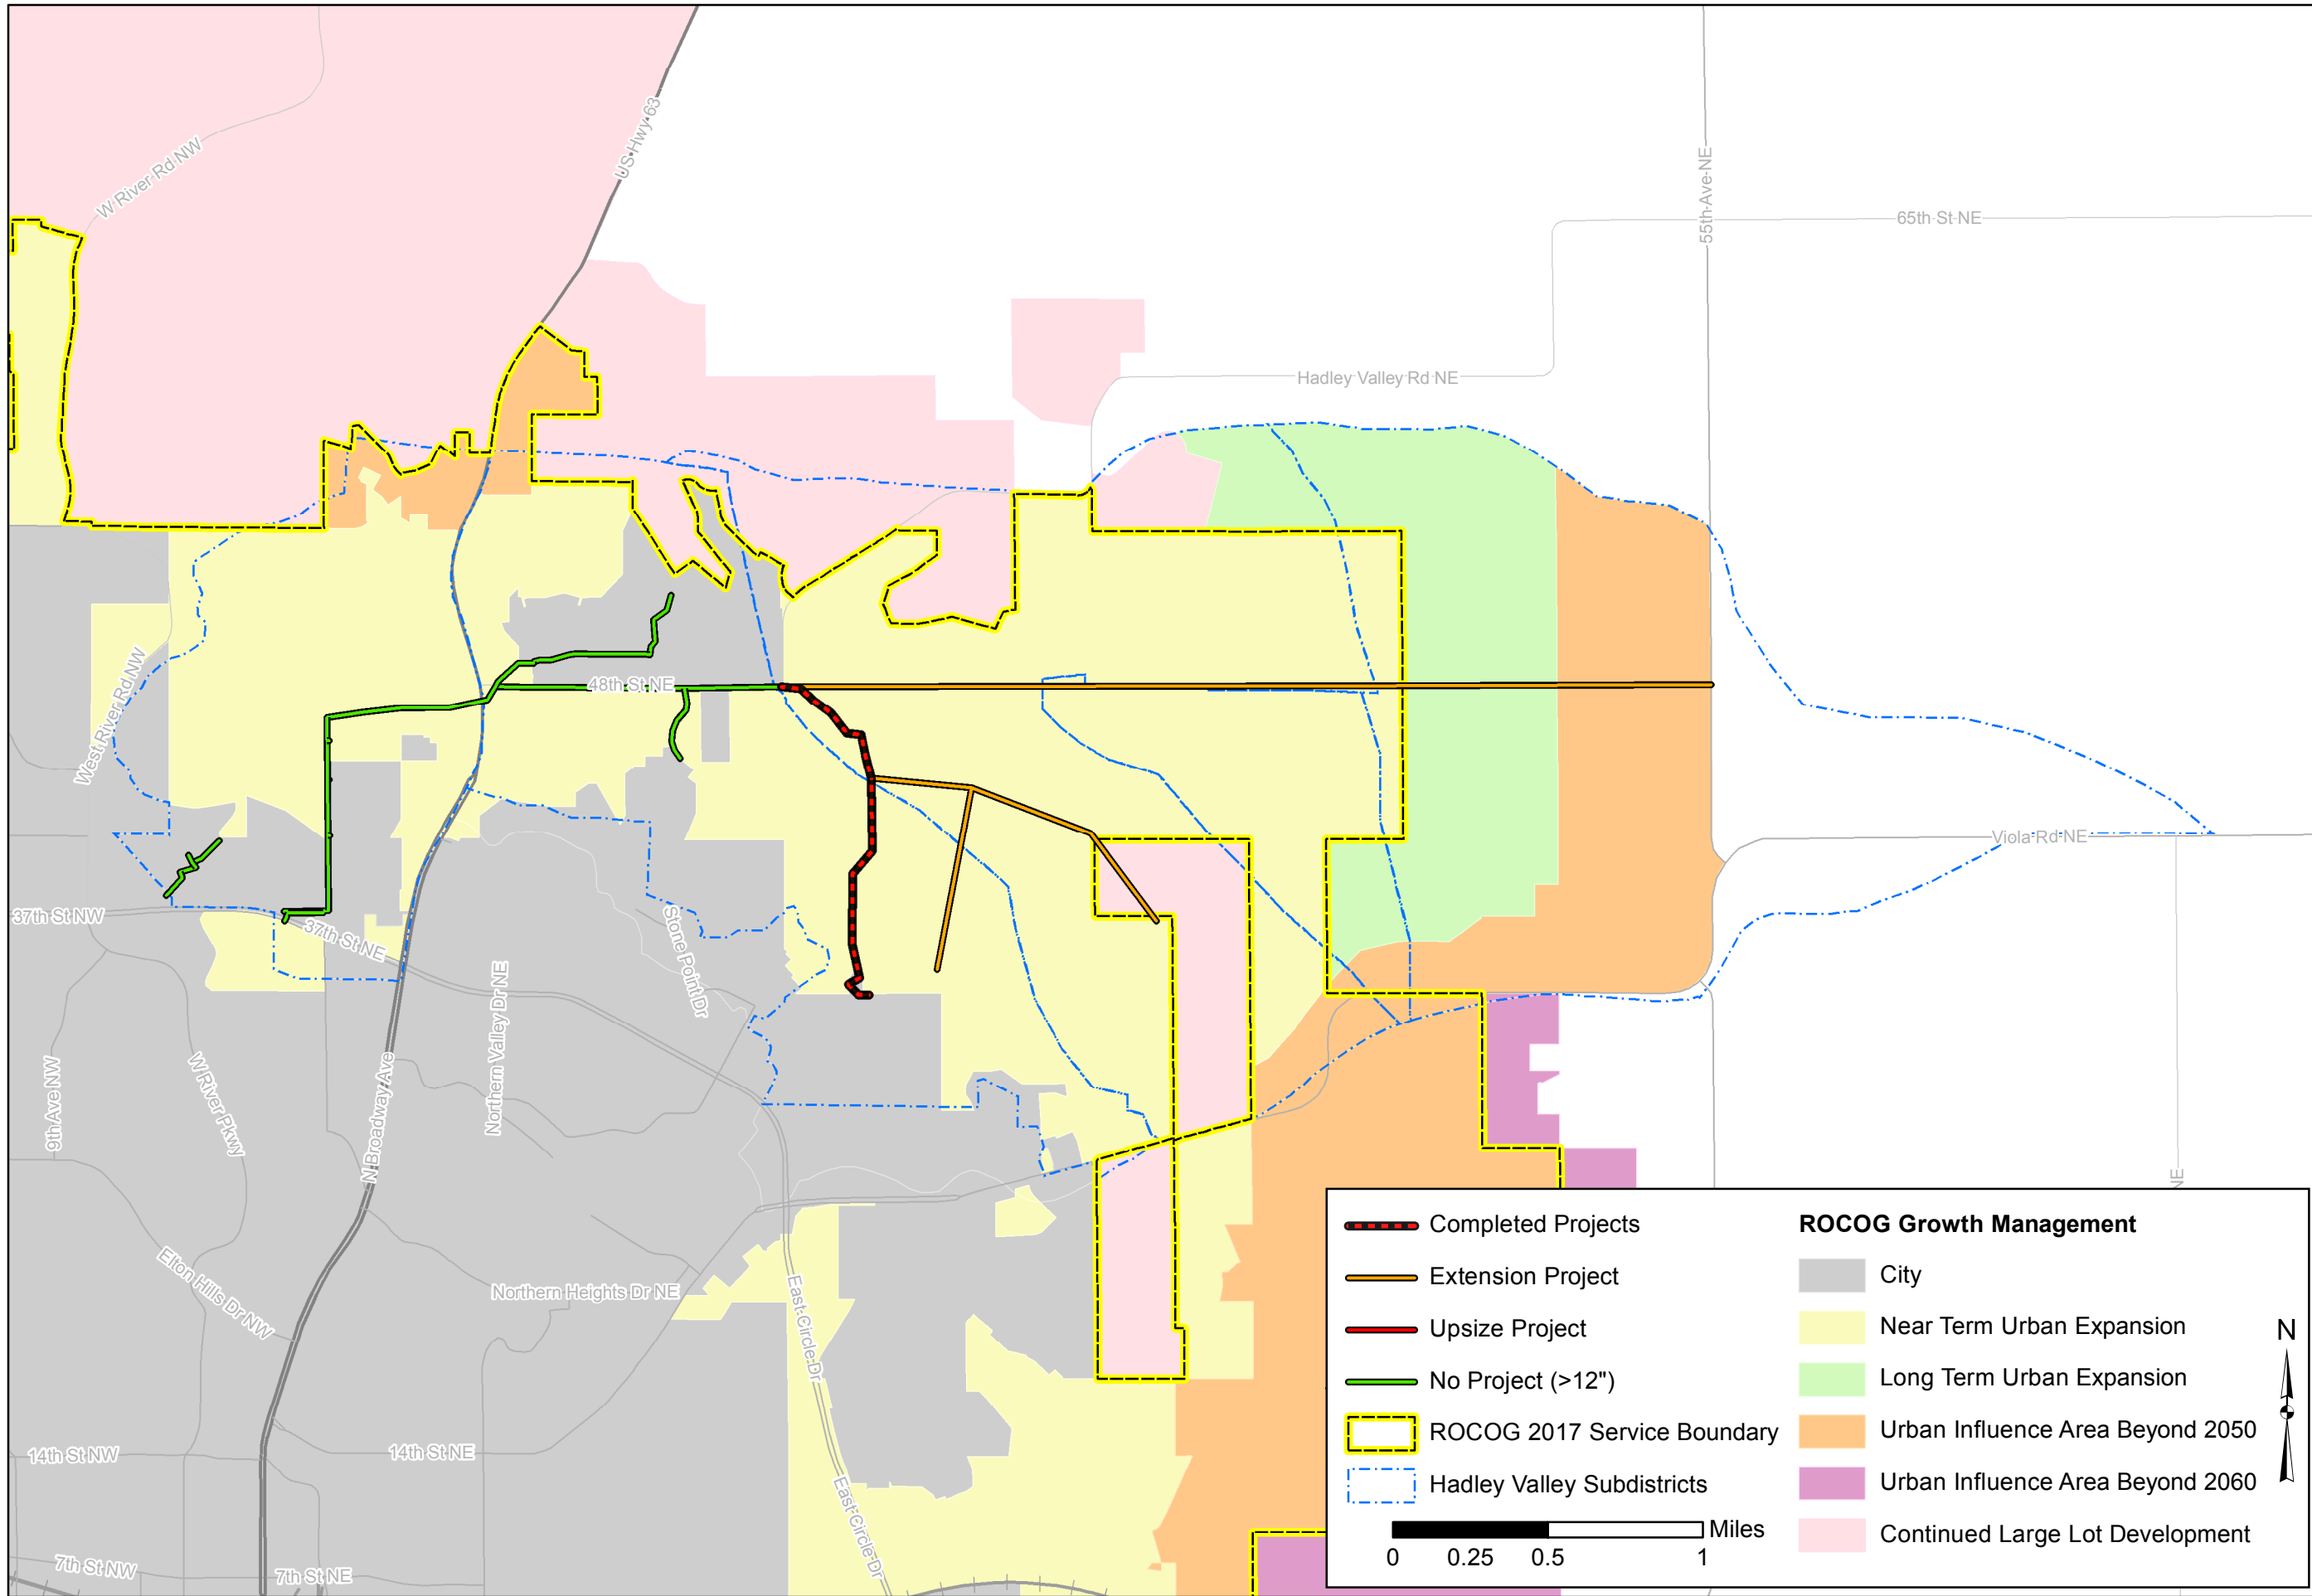 US Hwy 63
W River Rd NW
55th Ave NE
65th St NE
Hadley Valley Rd NE
48th St NE
West River Rd NW
Viola Rd NE
37th St NW
37th St NE
Stone Point Dr
Northern Valley Dr NE
9th Ave NW
W River Pkwy
N Broadway Ave
NE
Elton Hills Dr NW
Northern Heights Dr NE
East Circle Dr
14th St NW
14th St NE
East Circle Dr
7th St NW
7th St NE
Completed Projects
Extension Project
Upsize Project
No Project (>12")
ROCOG 2017 Service Boundary
Hadley Valley Subdistricts
Miles
0 0.25 0.5 1
ROCOG Growth Management
City
Near Term Urban Expansion
Long Term Urban Expansion
Urban Influence Area Beyond 2050
Urban Influence Area Beyond 2060
Continued Large Lot Development
N